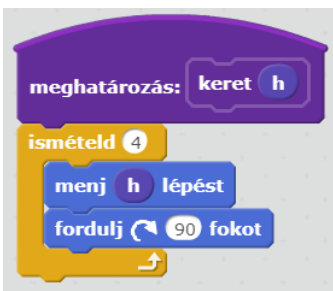 meghatározás: keret h
ismételd 4
menj h lépést
fordulj 90 fokot